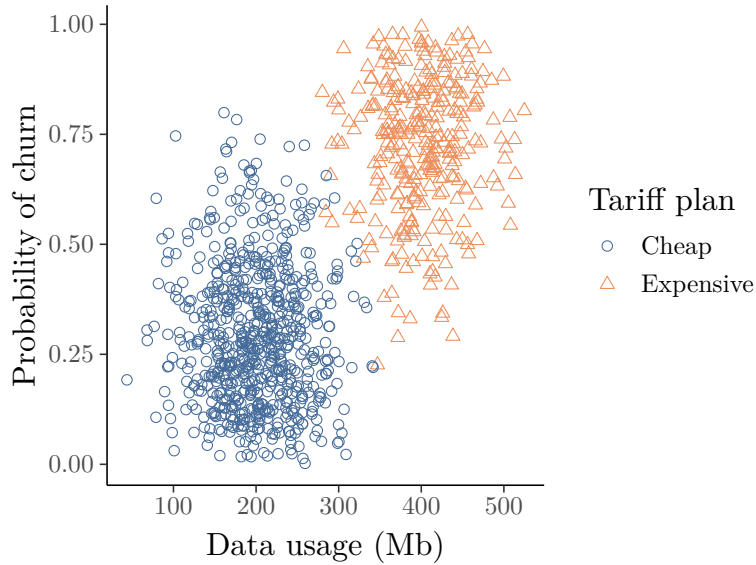 1.00
0.75
0.50
0.25
0.00
Probability of churn
100 200 300 400 500
Data usage (Mb)
Tariff plan
Cheap
Expensive